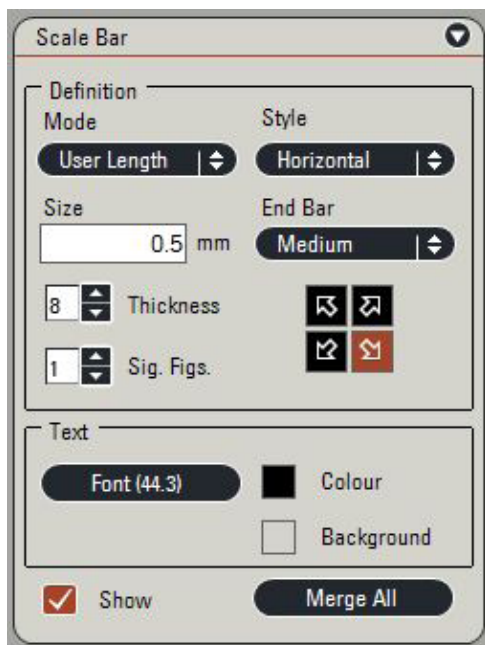 Scale Bar
Definition
Mode Style
User Length Horizontal
Size End Bar
0.5 mm Medium
8 Thickness
1 Sig. Figs.
Text
Font (44.3) Colour
Background
Show Merge All